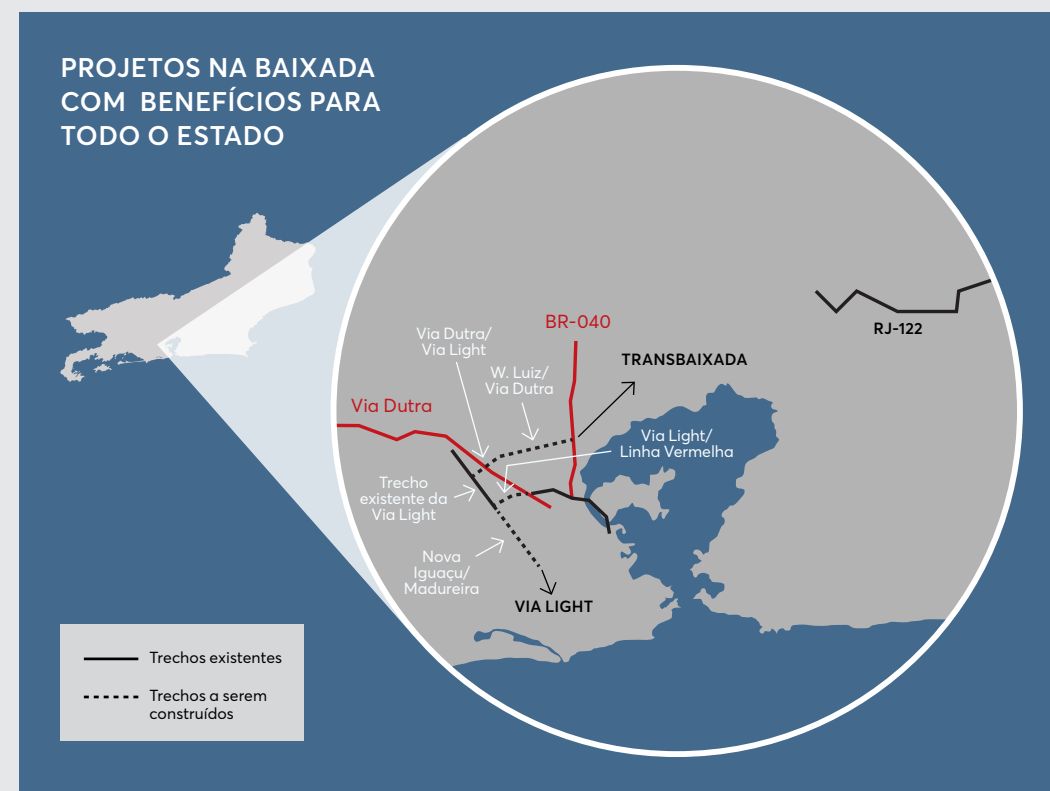 PROJETOS NA BAIXADA
COM BENEFÍCIOS PARA
TODO O ESTADO
BR-040
RJ-122
Via Dutra/
Via Light
TRANSBAIXADA
W. Luiz/
Via Dutra
Via Dutra
Via Light/
Linha Vermelha
Trecho
existente da
Via Light
Nova
Iguaçu/
Madureira
VIA LIGHT
Trechos existentes
Trechos a serem
construídos